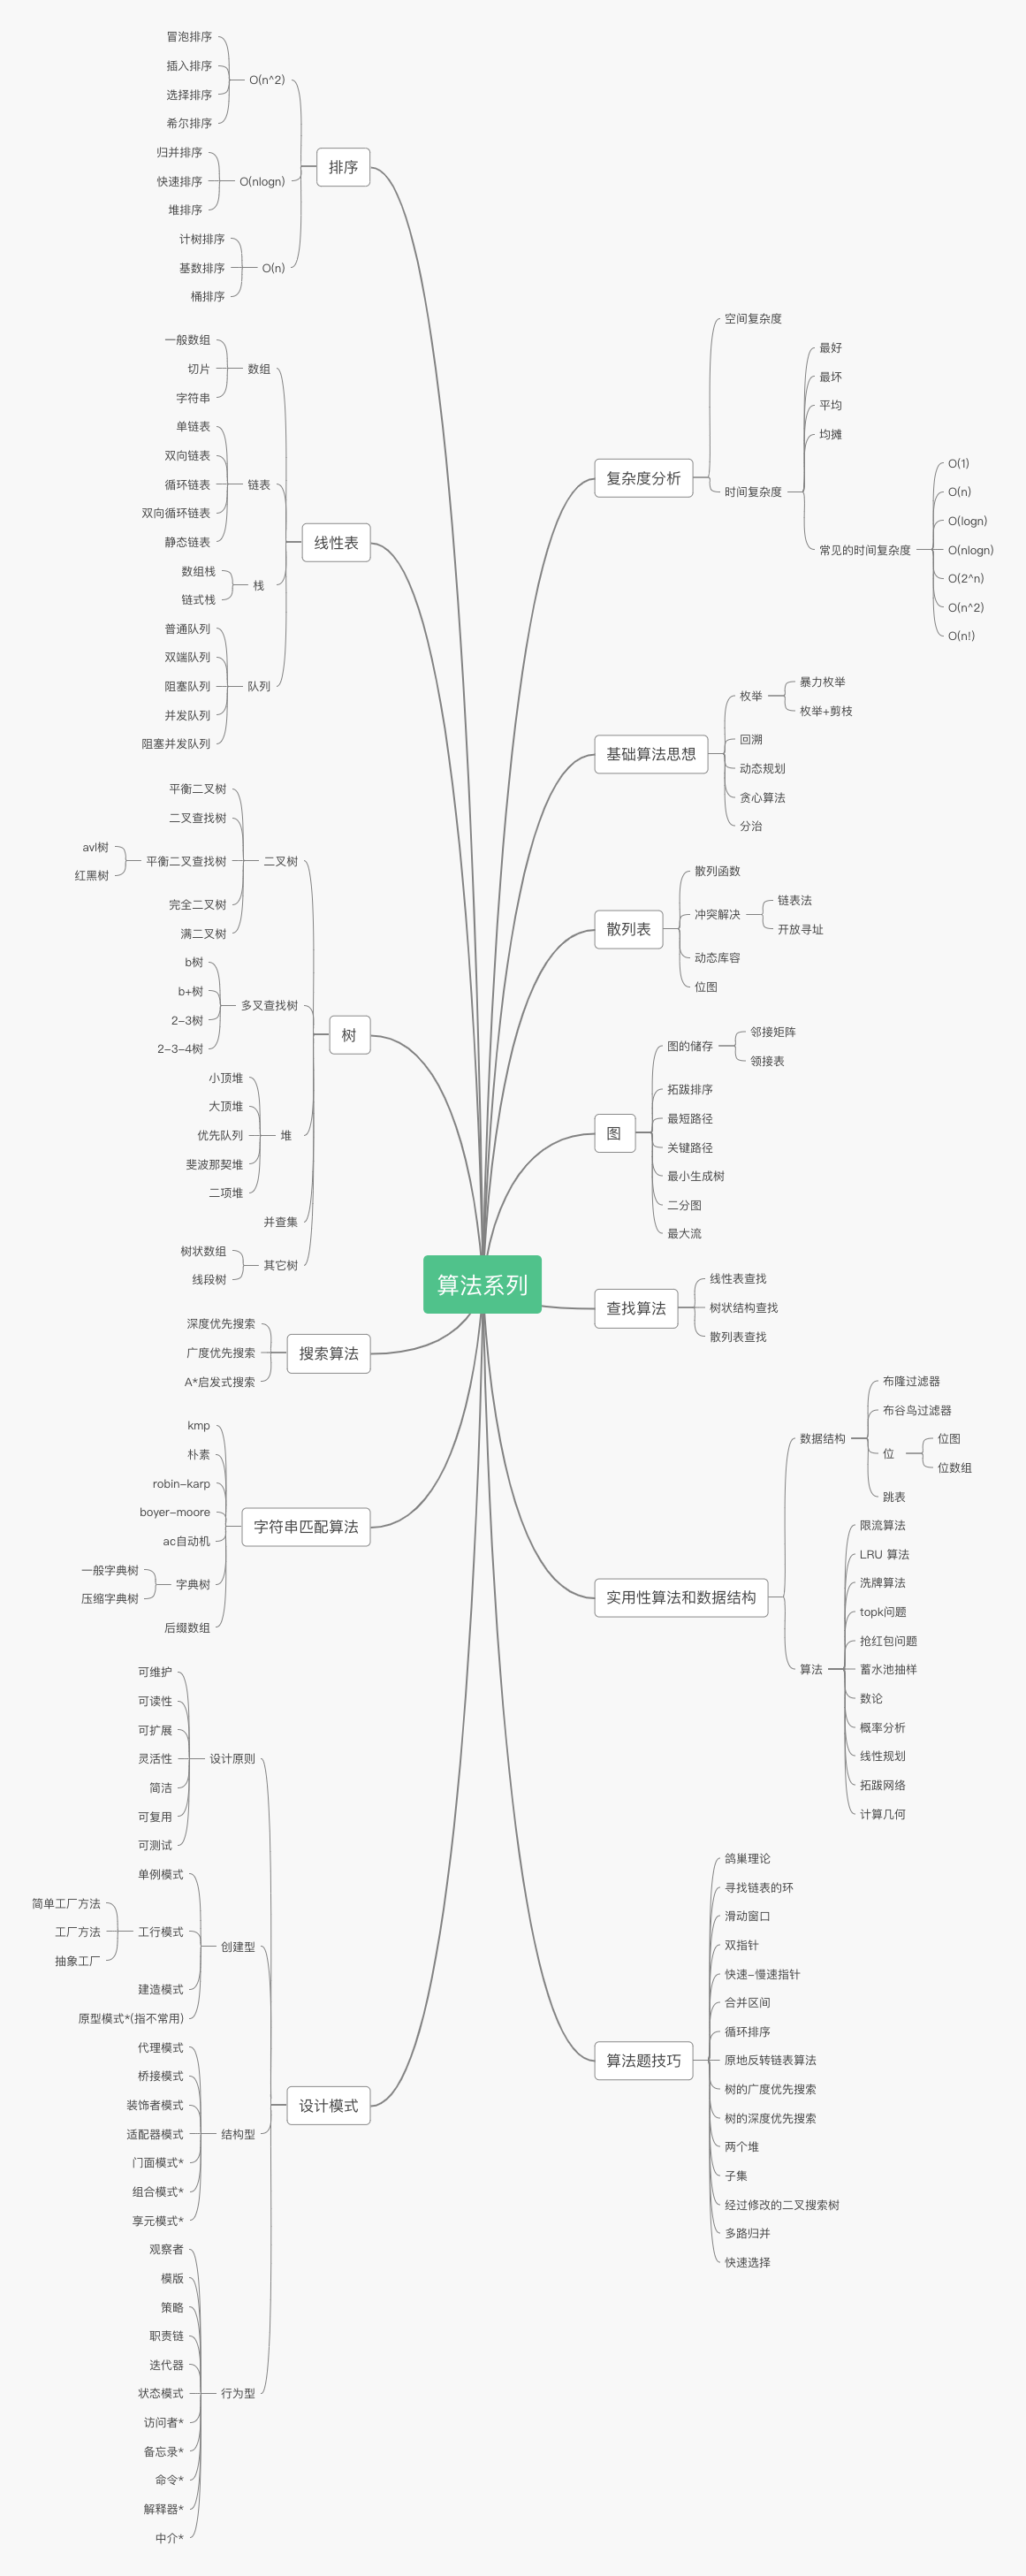 算法系列
排序
O(n^2)
冒泡排序
插入排序
选择排序
希尔排序
O(nlogn)
归并排序
快速排序
堆排序
O(n)
计树排序
基数排序
桶排序
线性表
数组
一般数组
切片
字符串
链表
单链表
双向链表
循环链表
双向循环链表
静态链表
栈
数组栈
链式栈
队列
普通队列
双端队列
阻塞队列
并发队列
阻塞并发队列
树
二叉树
平衡二叉树
二叉查找树
平衡二叉查找树
avl树
红黑树
完全二叉树
满二叉树
多叉查找树
b树
b+树
2-3树
2-3-4树
堆
小顶堆
大顶堆
优先队列
斐波那契堆
二项堆
并查集
其它树
树状数组
线段树
搜索算法
深度优先搜索
广度优先搜索
A*启发式搜索
字符串匹配算法
kmp
朴素
robin-karp
boyer-moore
ac自动机
字典树
一般字典树
压缩字典树
后缀数组
设计模式
设计原则
可维护
可读性
可扩展
灵活性
简洁
可复用
可测试
创建型
单例模式
工行模式
简单工厂方法
工厂方法
抽象工厂
建造模式
原型模式*(指不常用)
结构型
代理模式
桥接模式
装饰者模式
适配器模式
门面模式*
组合模式*
享元模式*
行为型
观察者
模版
策略
职责链
迭代器
状态模式
访问者*
备忘录*
命令*
解释器*
中介*
复杂度分析
空间复杂度
时间复杂度
最好
最坏
平均
均摊
常见的时间复杂度
O(1)
O(n)
O(logn)
O(nlogn)
O(2^n)
O(n^2)
O(n!)
基础算法思想
枚举
暴力枚举
枚举+剪枝
回溯
动态规划
贪心算法
分治
散列表
散列函数
冲突解决
链表法
开放寻址
动态库容
位图
图
图的储存
邻接矩阵
领接表
拓跋排序
最短路径
关键路径
最小生成树
二分图
最大流
查找算法
线性表查找
树状结构查找
散列表查找
实用性算法和数据结构
数据结构
布隆过滤器
布谷鸟过滤器
位
位图
位数组
跳表
算法
限流算法
LRU 算法
洗牌算法
topk问题
抢红包问题
蓄水池抽样
数论
概率分析
线性规划
拓跋网络
计算几何
算法题技巧
鸽巢理论
寻找链表的环
滑动窗口
双指针
快速-慢速指针
合并区间
循环排序
原地反转链表算法
树的广度优先搜索
树的深度优先搜索
两个堆
子集
经过修改的二叉搜索树
多路归并
快速选择